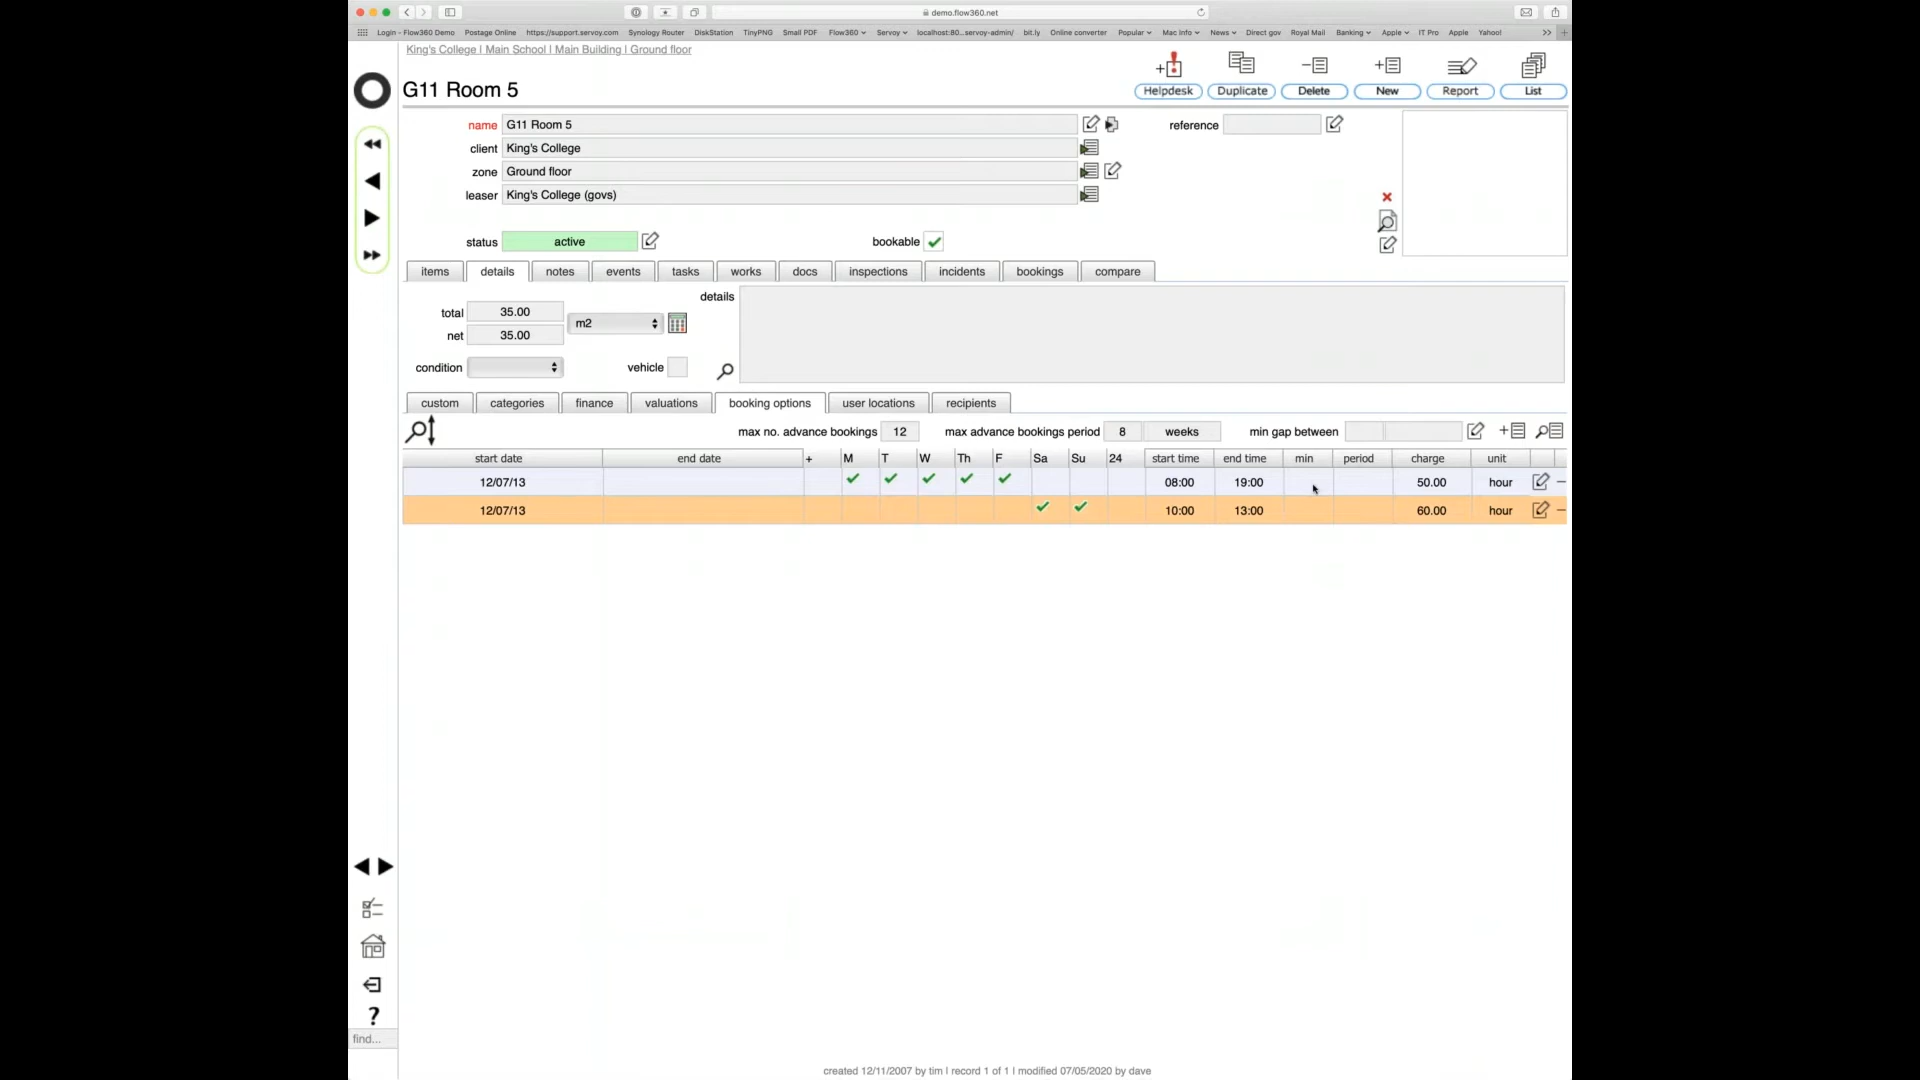 demo.flow360.net
Login - Flow360 Demo Postage Online https://support.servoy.com Synology Router DiskStation TinyPNG Small PDF Flow360 Servoy localhost:80...servoy-admin/ bit.ly Online converter Popular Mac Info News Direct gov Royal Mail Banking Apple IT Pro Apple Yahoo!
King's College | Main School | Main Building | Ground floor
G11 Room 5
Helpdesk Duplicate Delete New Report List
name G11 Room 5 reference
client King's College
zone Ground floor
leaser King's College (govs)
status active bookable
items details notes events tasks works docs inspections incidents bookings compare
details
total 35.00 m2
net 35.00
condition vehicle
custom categories finance valuations booking options user locations recipients
max no. advance bookings 12 max advance bookings period 8 weeks min gap between
start date end date + M T W Th F Sa Su 24 start time end time min period charge unit
12/07/13 08:00 19:00 50.00 hour
12/07/13 10:00 13:00 60.00 hour
?
find...
created 12/11/2007 by tim | record 1 of 1 | modified 07/05/2020 by dave